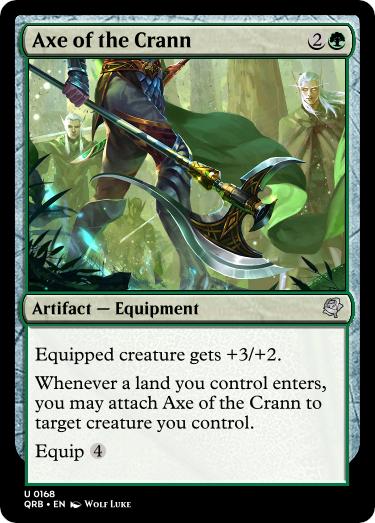 Axe of the Crann 2
Artifact — Equipment
Equipped creature gets +3/+2.
Whenever a land you control enters,
you may attach Axe of the Crann to
target creature you control.
Equip 4
U 0168
QRB • EN Wolf Luke